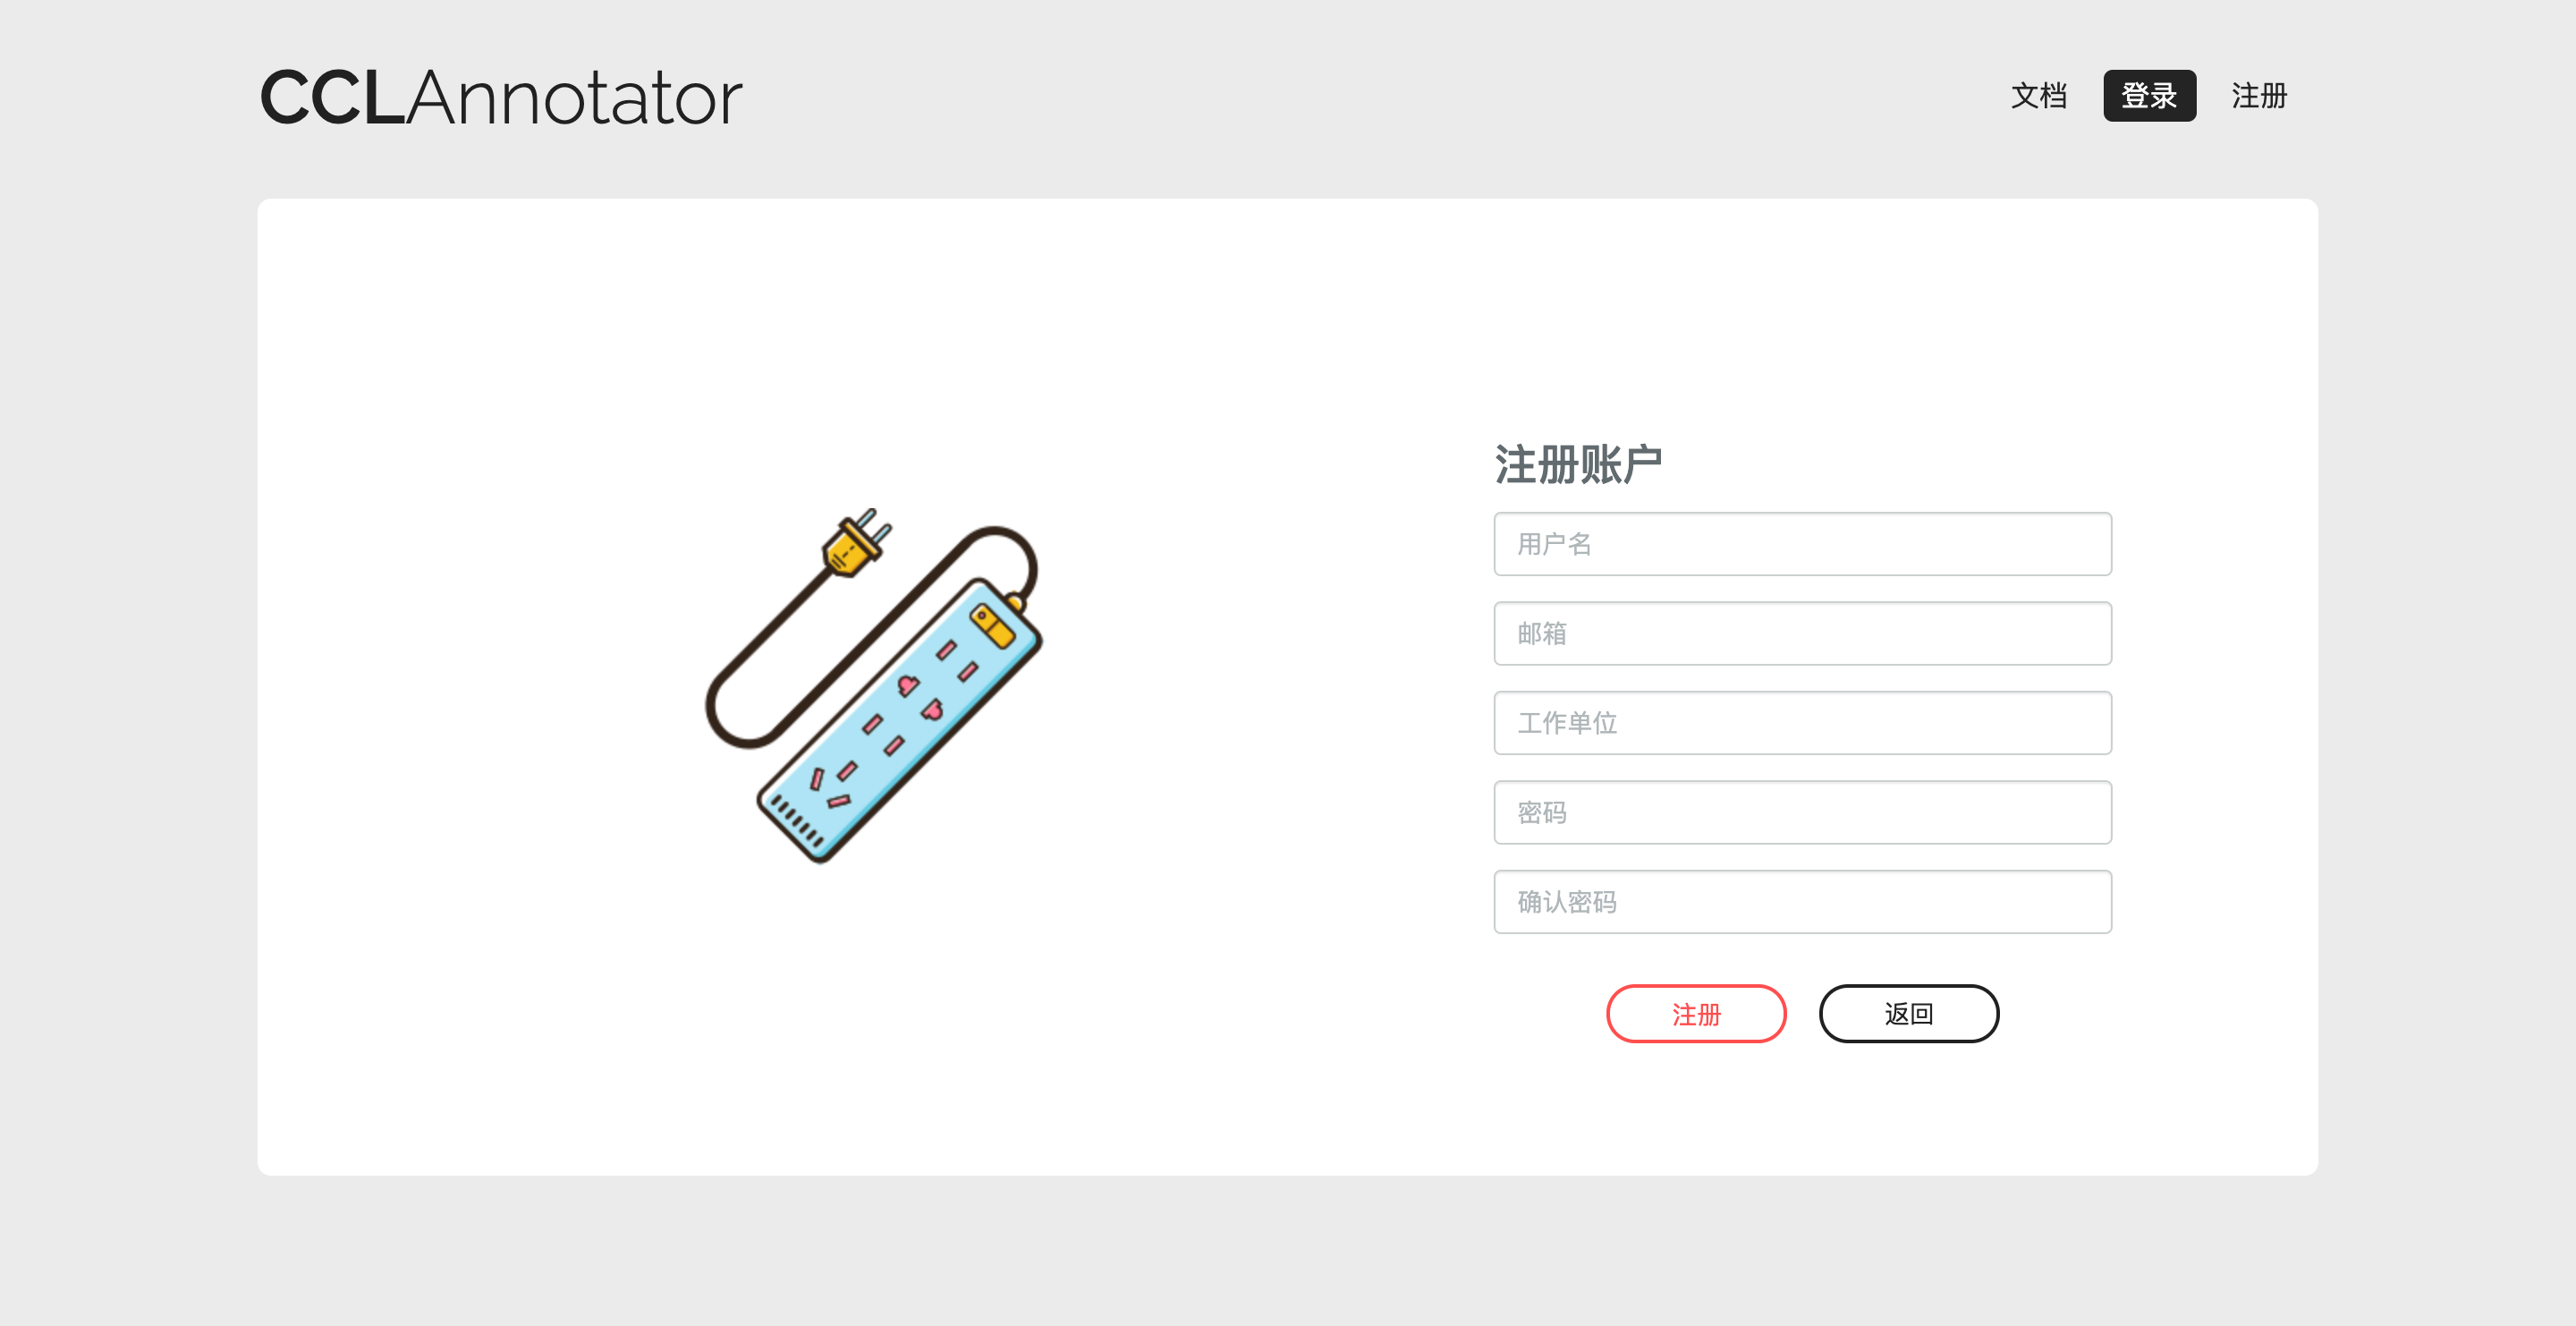 CCLAnnotator
文档 登录 注册
注册账户
用户名
邮箱
工作单位
密码
确认密码
注册 返回